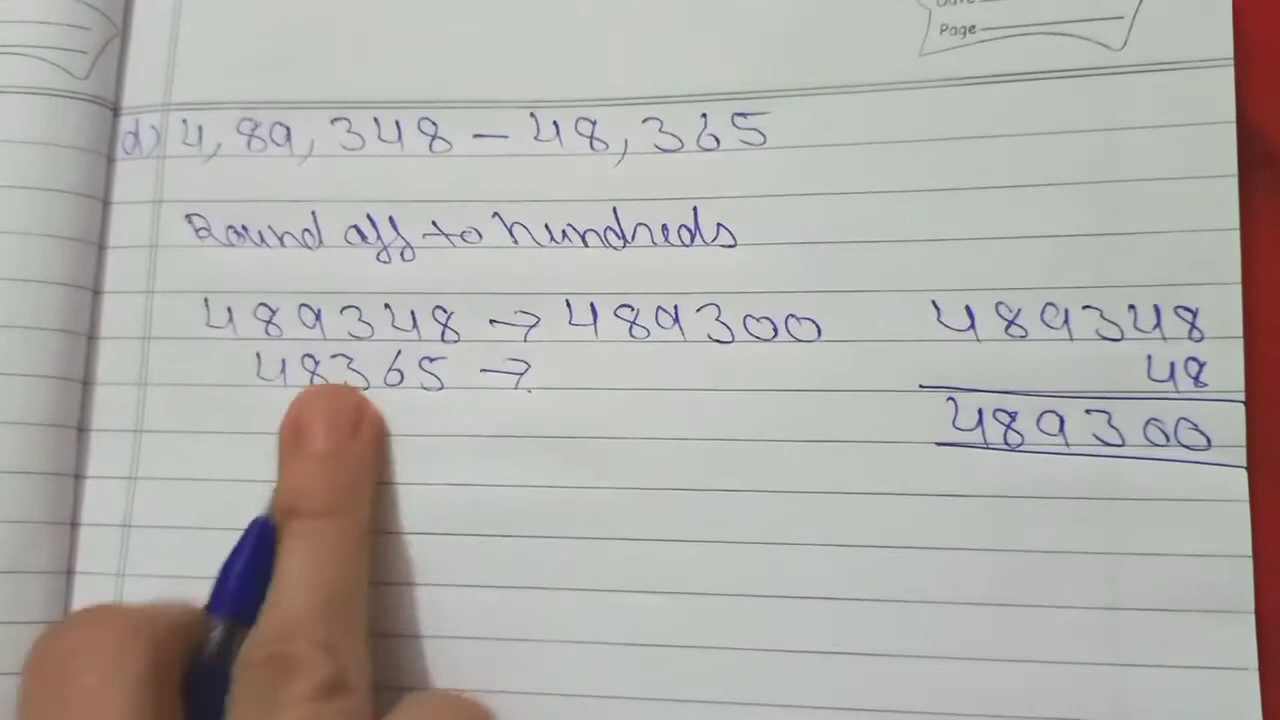 Page
d) 4,89,348 – 48,365
Round off to hundreds
489348 → 489300
48365 →
489348
48
489300